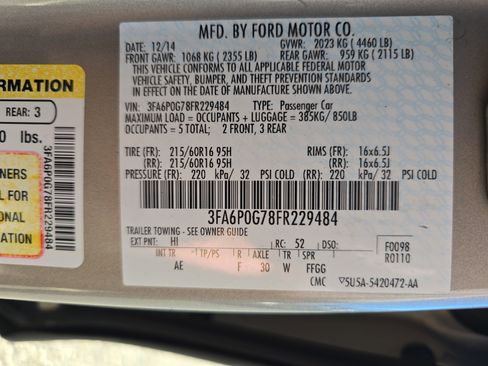 MFD. BY FORD MOTOR CO.
DATE: 12/14 GVWR: 2023 KG ( 4460 LB)
FRONT GAWR: 1068 KG ( 2355 LB) REAR GAWR: 959 KG ( 2115 LB)
THIS VEHICLE CONFORMS TO ALL APPLICABLE FEDERAL MOTOR
VEHICLE SAFETY, BUMPER, AND THEFT PREVENTION STANDARDS
IN EFFECT ON THE DATE OF MANUFACTURE SHOWN ABOVE.
VIN: 3FA6P0G78FR229484 TYPE: Passenger Car
MAXIMUM LOAD = OCCUPANTS + LUGGAGE = 385KG/ 850LB
OCCUPANTS = 5 TOTAL: 2 FRONT, 3 REAR
TIRE (FR): 215/60R16 95H RIMS (FR): 16x6.5J
(RR): 215/60R16 95H (RR): 16x6.5J
PRESSURE (FR): 220 kPa/ 32 PSI COLD (RR): 220 kPa/ 32 PSI COLD
3FA6P0G78FR229484
TRAILER TOWING - SEE OWNER GUIDE
EXT PNT: HI RC: 52 F0098
R0110
INT TR TP/PS R AXLE TR SPR
AE F 30 W FFGG
CMC 5U5A-5420472-AA
FORMATION
REAR: 3
0 lbs.
3FA6P0G78FR229484
NERS
L FOR
ONAL
ON